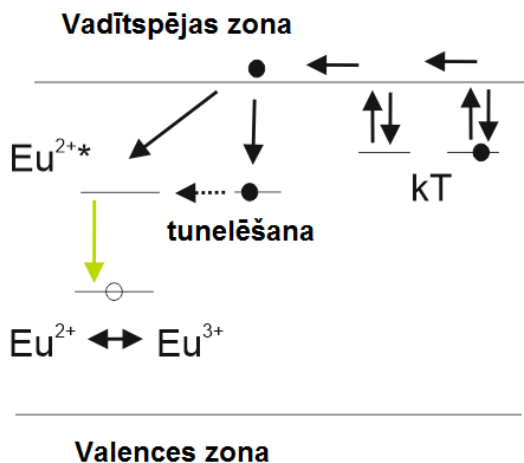 Vadītspējas zona
Eu²⁺*
kT
tunelēšana
Eu²⁺ ↔ Eu³⁺
Valences zona